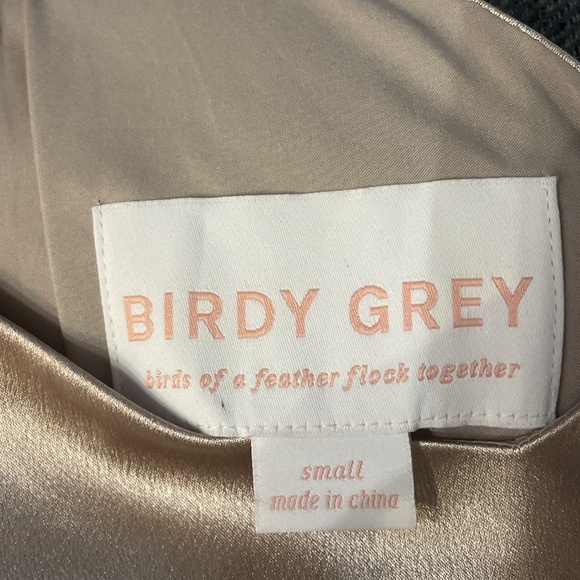 BIRDY GREY
birds of a feather flock together
small
made in china